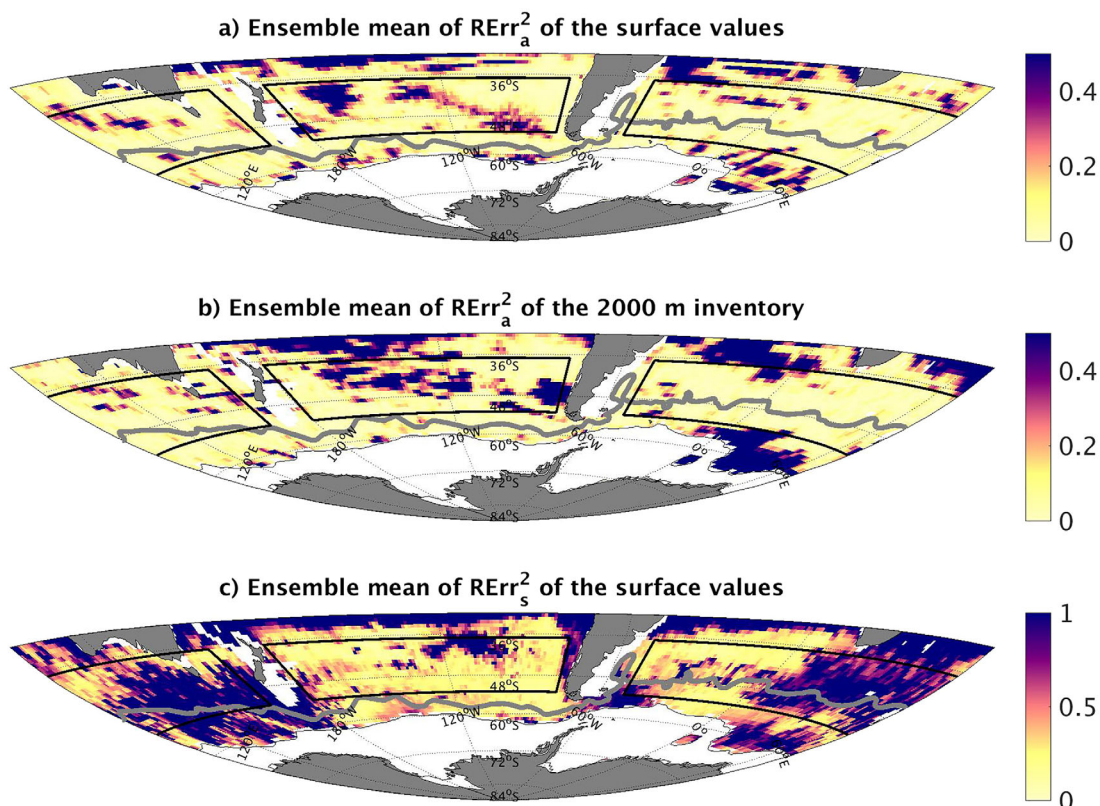 a) Ensemble mean of RErr²ₐ of the surface values
36°S
48°S
60°S
72°S
84°S
120°E
180°W
120°W
60°W
0°
0.4
0.2
0
b) Ensemble mean of RErr²ₐ of the 2000 m inventory
36°S
48°S
60°S
72°S
84°S
120°E
180°W
120°W
60°W
0°
0.4
0.2
0
c) Ensemble mean of RErr²ₛ of the surface values
36°S
48°S
60°S
72°S
84°S
120°E
180°W
120°W
60°W
0°
1
0.5
0